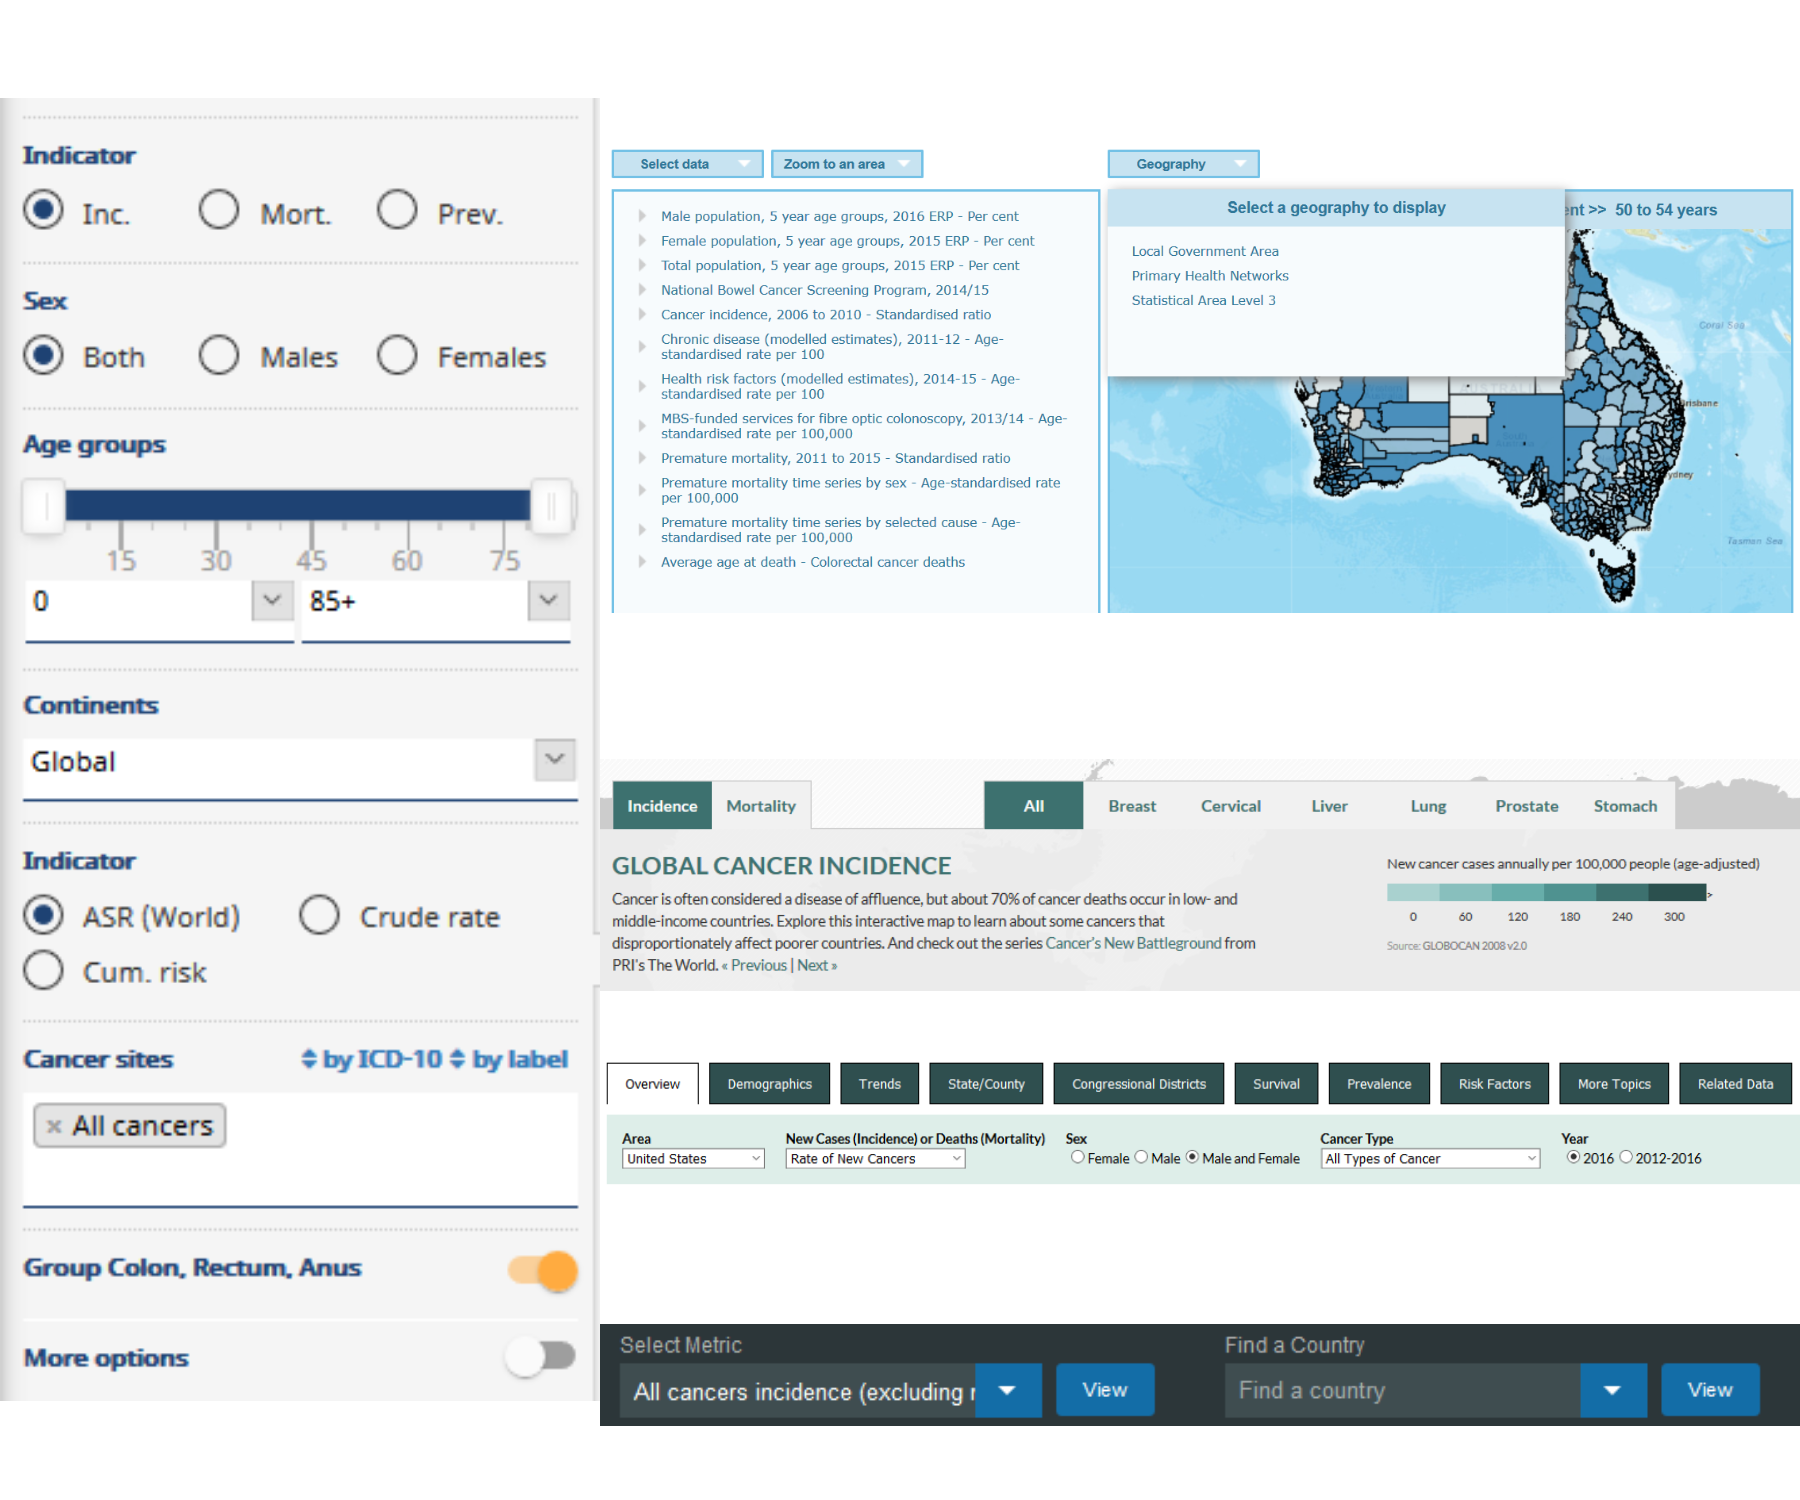 Indicator
Inc.
Mort.
Prev.
Sex
Both
Males
Females
Age groups
15
30
45
60
75
0
85+
Continents
Global
Indicator
ASR (World)
Crude rate
Cum. risk
Cancer sites
by ICD-10
by label
× All cancers
Group Colon, Rectum, Anus
More options
Select data
Zoom to an area
Geography
Male population, 5 year age groups, 2016 ERP - Per cent
Female population, 5 year age groups, 2015 ERP - Per cent
Total population, 5 year age groups, 2015 ERP - Per cent
National Bowel Cancer Screening Program, 2014/15
Cancer incidence, 2006 to 2010 - Standardised ratio
Chronic disease (modelled estimates), 2011-12 - Age-
standardised rate per 100
Health risk factors (modelled estimates), 2014-15 - Age-
standardised rate per 100
MBS-funded services for fibre optic colonoscopy, 2013/14 - Age-
standardised rate per 100,000
Premature mortality, 2011 to 2015 - Standardised ratio
Premature mortality time series by sex - Age-standardised rate
per 100,000
Premature mortality time series by selected cause - Age-
standardised rate per 100,000
Average age at death - Colorectal cancer deaths
Select a geography to display
Local Government Area
Primary Health Networks
Statistical Area Level 3
nt >> 50 to 54 years
Coral Sea
AUSTRALIA
Brisbane
ydney
Tasman Sea
Incidence
Mortality
All
Breast
Cervical
Liver
Lung
Prostate
Stomach
GLOBAL CANCER INCIDENCE
Cancer is often considered a disease of affluence, but about 70% of cancer deaths occur in low- and
middle-income countries. Explore this interactive map to learn about some cancers that
disproportionately affect poorer countries. And check out the series Cancer's New Battleground from
PRI's The World. « Previous | Next »
New cancer cases annually per 100,000 people (age-adjusted)
>
0
60
120
180
240
300
Source: GLOBOCAN 2008 v2.0
Overview
Demographics
Trends
State/County
Congressional Districts
Survival
Prevalence
Risk Factors
More Topics
Related Data
Area
New Cases (Incidence) or Deaths (Mortality)
Sex
Cancer Type
Year
United States
Rate of New Cancers
Female
Male
Male and Female
All Types of Cancer
2016
2012-2016
Select Metric
Find a Country
All cancers incidence (excluding r
View
Find a country
View